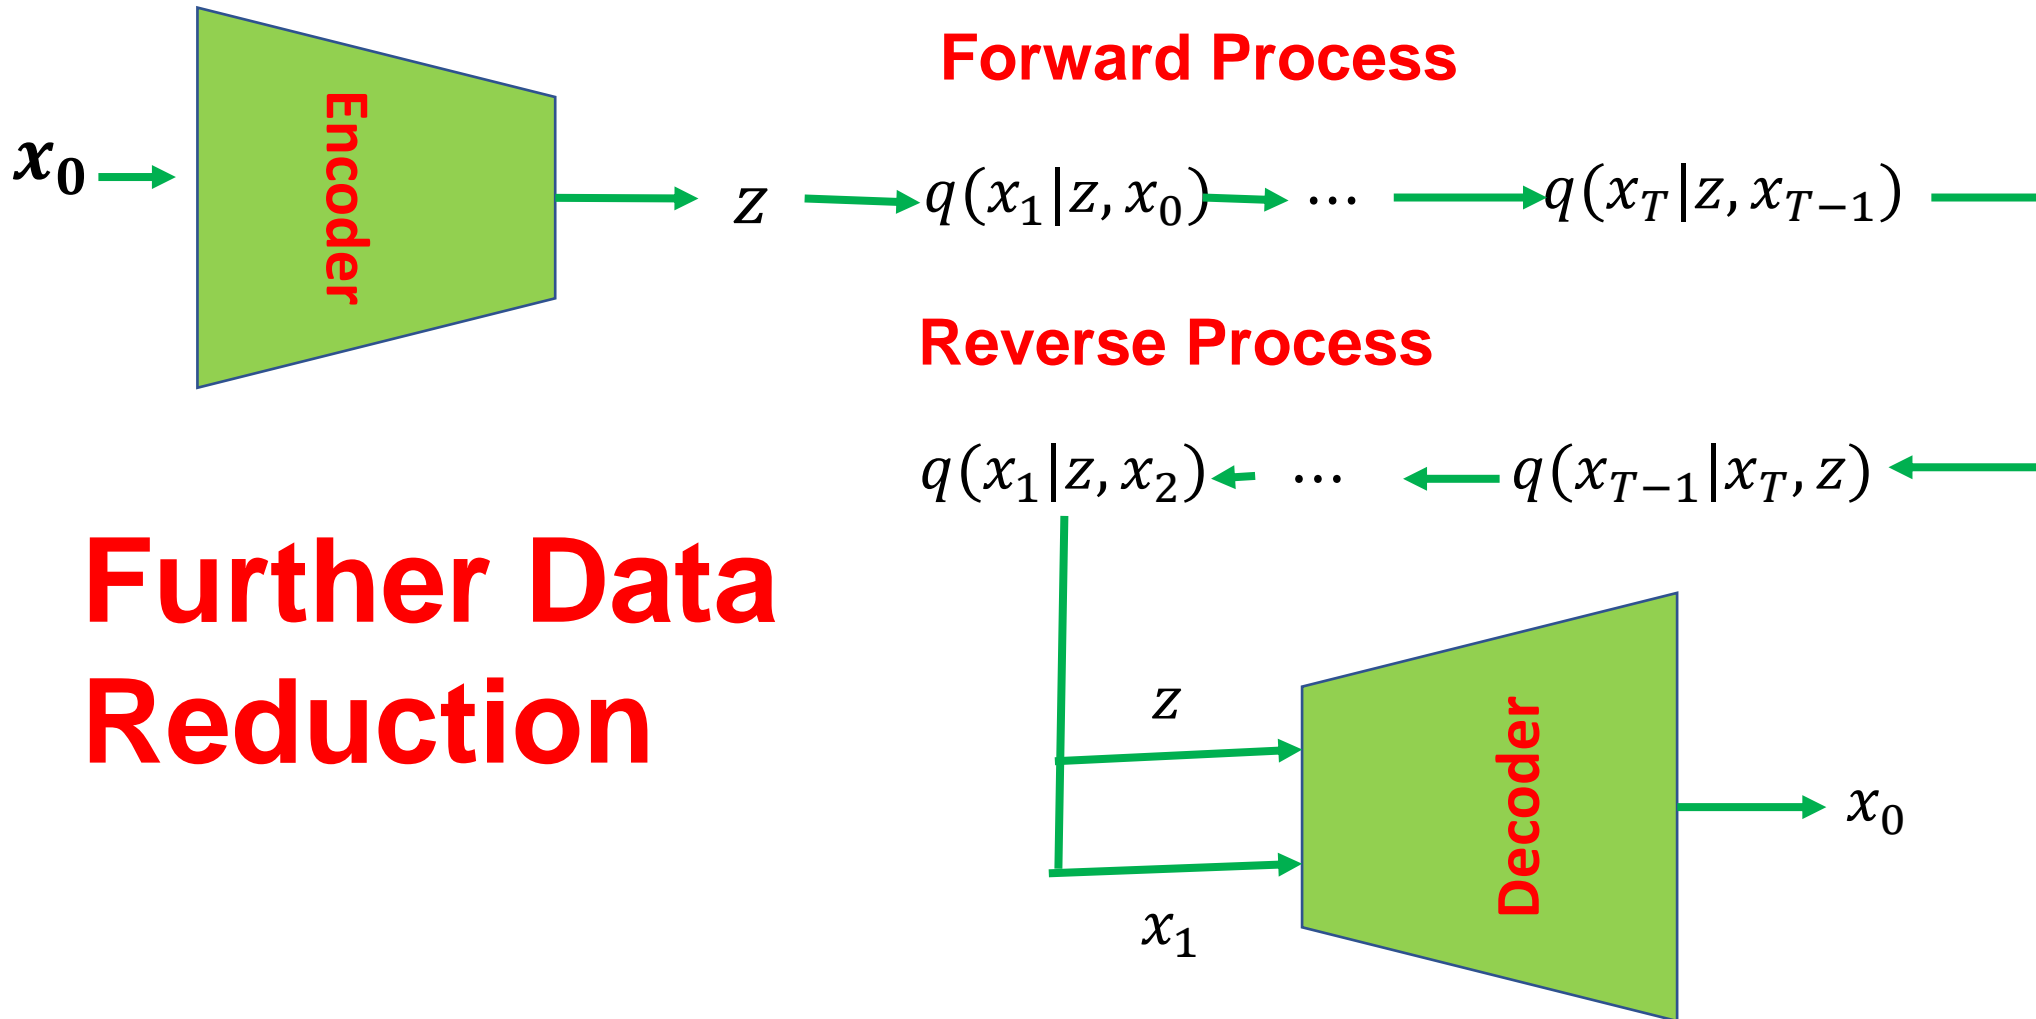 Forward Process
Encoder
x₀
z
q(x₁|z, x₀)
⋯
q(x_T|z, x_{T−1})
Reverse Process
q(x₁|z, x₂)
⋯
q(x_{T−1}|x_T, z)
Further Data
Reduction
z
Decoder
x₀
x₁